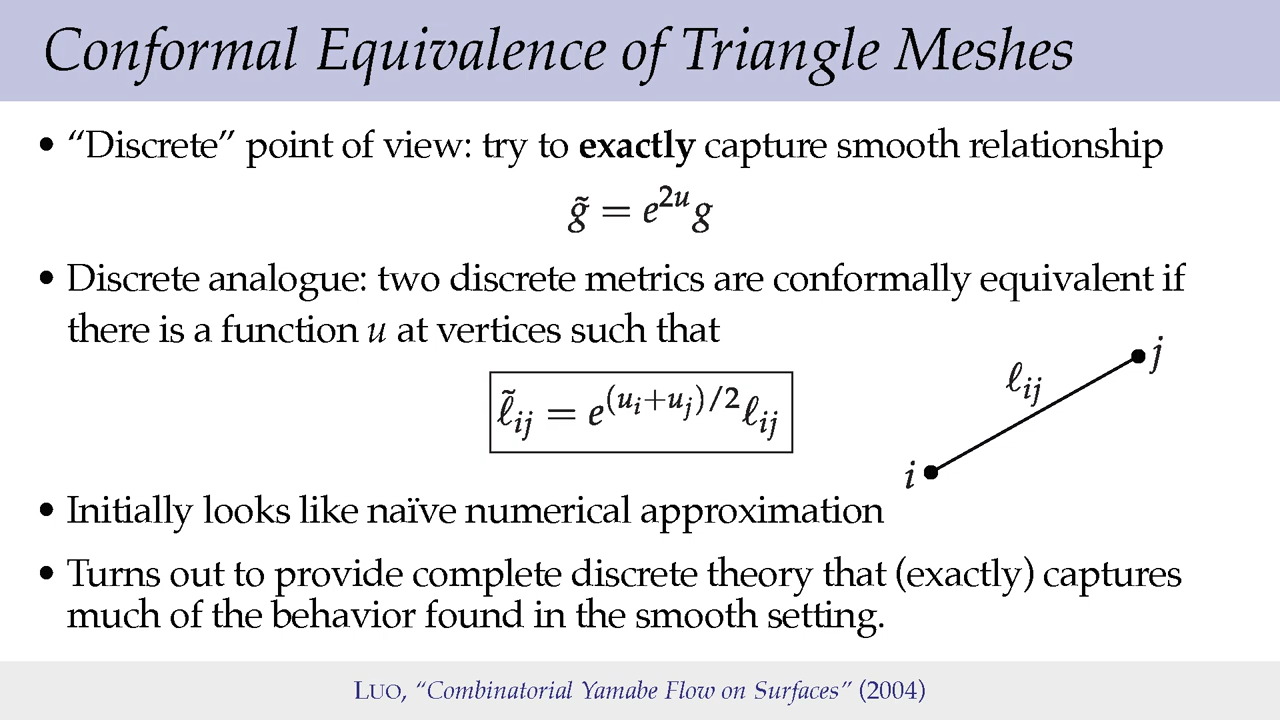 Conformal Equivalence of Triangle Meshes
• “Discrete” point of view: try to exactly capture smooth relationship
g̃ = e^{2u}g
• Discrete analogue: two discrete metrics are conformally equivalent if
there is a function u at vertices such that
ℓ̃_{ij} = e^{(u_i+u_j)/2}ℓ_{ij}
ℓ_{ij}
j
i
• Initially looks like naïve numerical approximation
• Turns out to provide complete discrete theory that (exactly) captures
much of the behavior found in the smooth setting.
LUO, “Combinatorial Yamabe Flow on Surfaces” (2004)